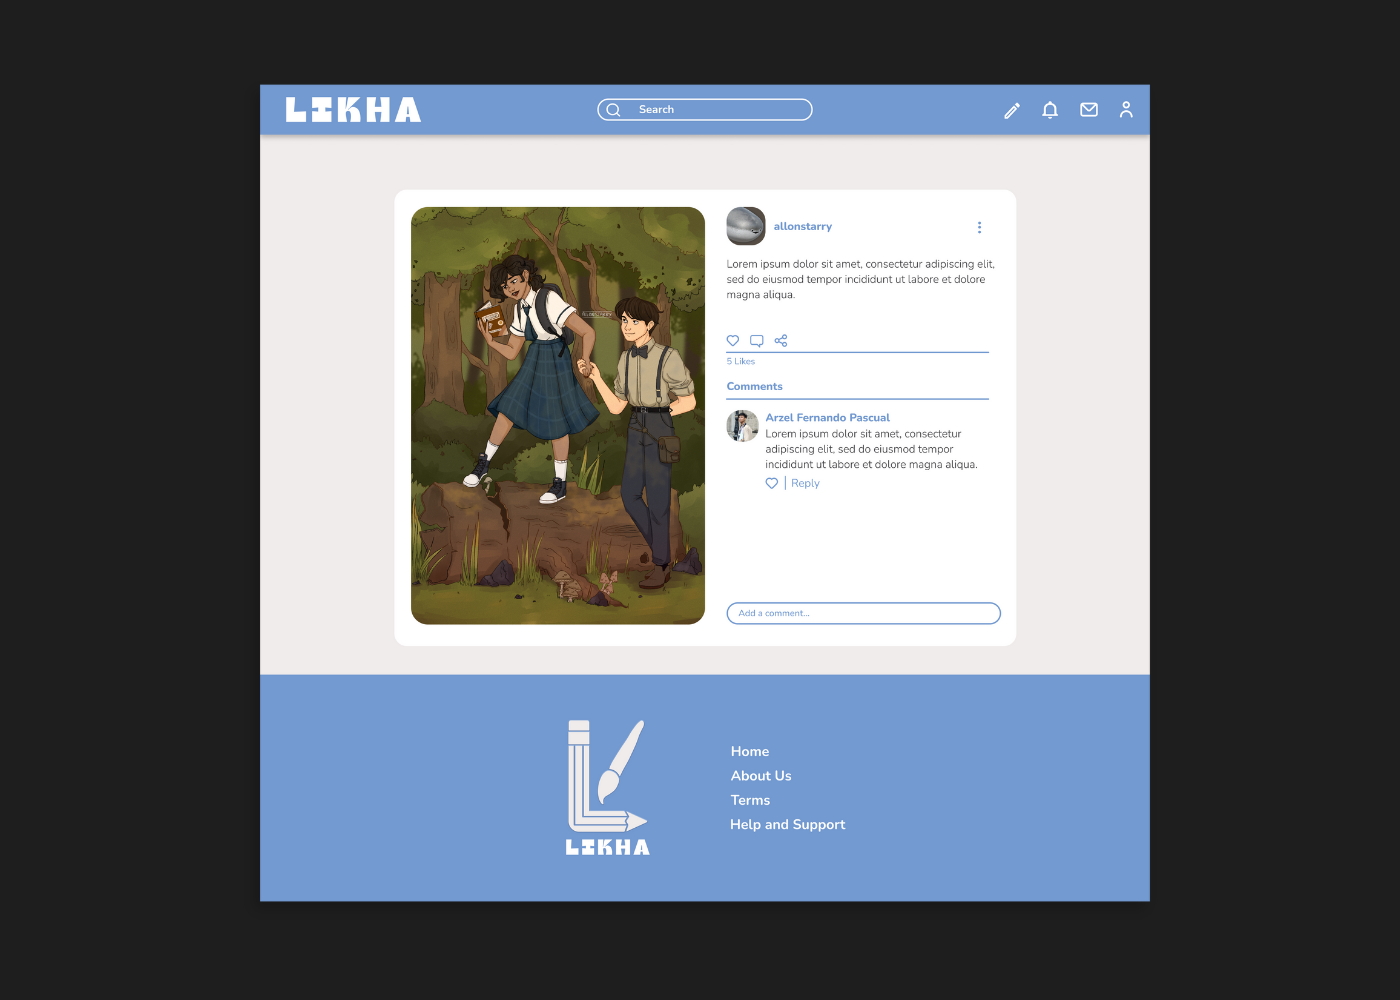 LIKHA
Search
allonstarry
Lorem ipsum dolor sit amet, consectetur adipiscing elit,
sed do eiusmod tempor incididunt ut labore et dolore
magna aliqua.
5 Likes
Comments
Arzel Fernando Pascual
Lorem ipsum dolor sit amet, consectetur
adipiscing elit, sed do eiusmod tempor
incididunt ut labore et dolore magna aliqua.
Reply
Add a comment...
LIKHA
Home
About Us
Terms
Help and Support